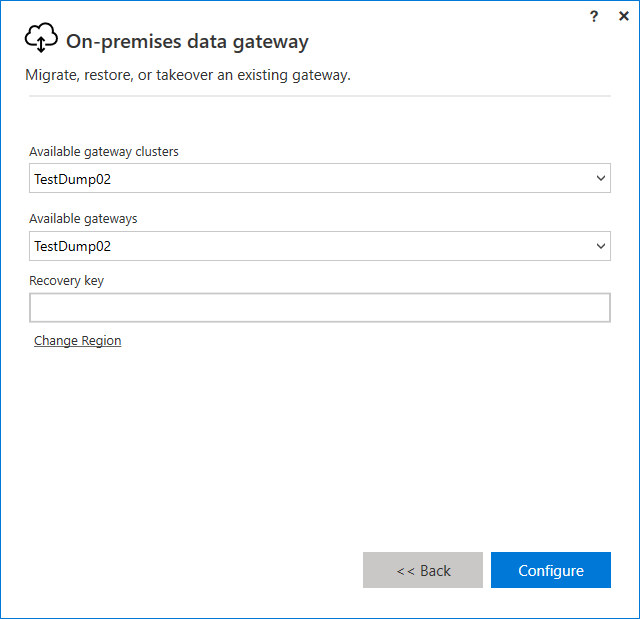 ?
On-premises data gateway
Migrate, restore, or takeover an existing gateway.
Available gateway clusters
TestDump02
Available gateways
TestDump02
Recovery key
Change Region
<< Back Configure